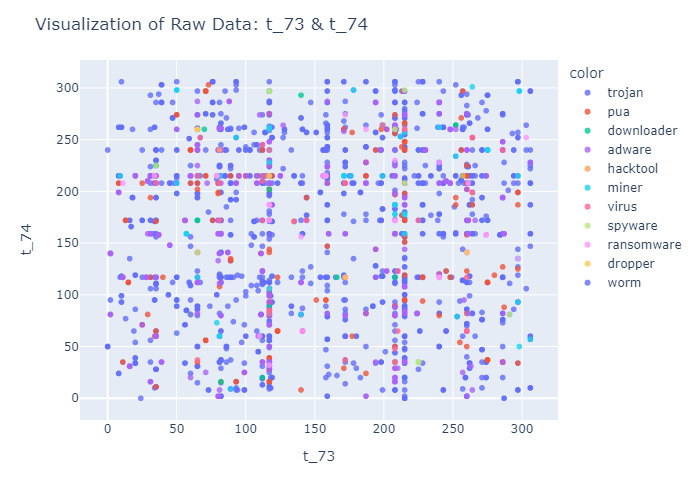 Visualization of Raw Data: t_73 & t_74
color
trojan
pua
downloader
adware
hacktool
miner
virus
spyware
ransomware
dropper
worm
300
250
200
150
100
50
0
t_74
0 50 100 150 200 250 300
t_73